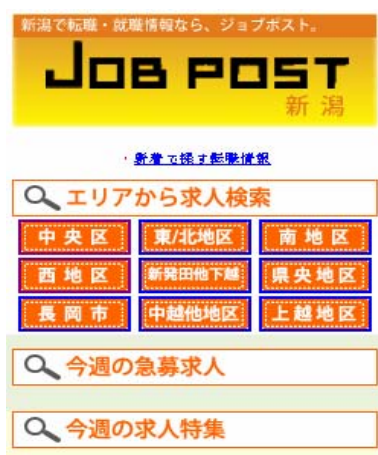 新潟で転職・就職情報なら、ジョブポスト。
JOB POST
新潟
・新着で探す転職情報
エリアから求人検索
中央区 東/北地区 南地区
西地区 新発田他下越 県央地区
長岡市 中越他地区 上越地区
今週の急募求人
今週の求人特集